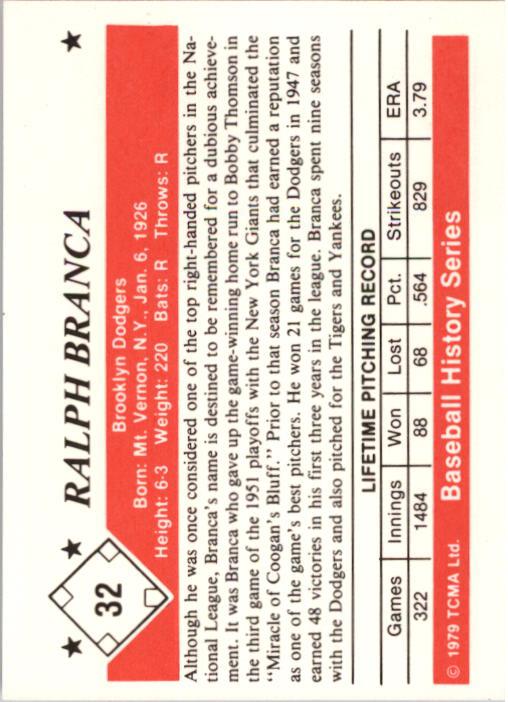 32
RALPH BRANCA
Brooklyn Dodgers
Born: Mt. Vernon, N.Y., Jan. 6, 1926
Height: 6-3 Weight: 220 Bats: R Throws: R
Although he was once considered one of the top right-handed pitchers in the Na-
tional League, Branca's name is destined to be remembered for a dubious achieve-
ment. It was Branca who gave up the game-winning home run to Bobby Thomson in
the third game of the 1951 playoffs with the New York Giants that culminated the
“Miracle of Coogan's Bluff.” Prior to that season Branca had earned a reputation
as one of the game's best pitchers. He won 21 games for the Dodgers in 1947 and
earned 48 victories in his first three years in the league. Branca spent nine seasons
with the Dodgers and also pitched for the Tigers and Yankees.
LIFETIME PITCHING RECORD
Games Innings Won Lost Pct. Strikeouts ERA
322 1484 88 68 .564 829 3.79
© 1979 TCMA Ltd. Baseball History Series